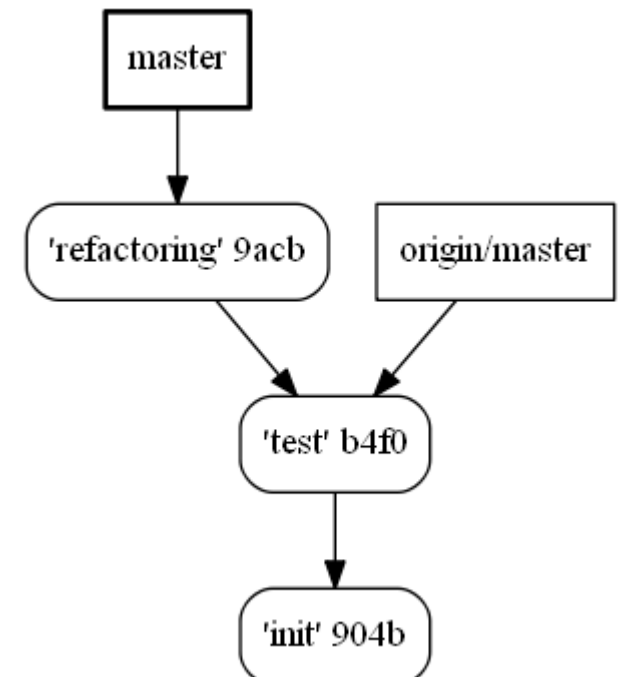 master
'refactoring' 9acb
origin/master
'test' b4f0
'init' 904b